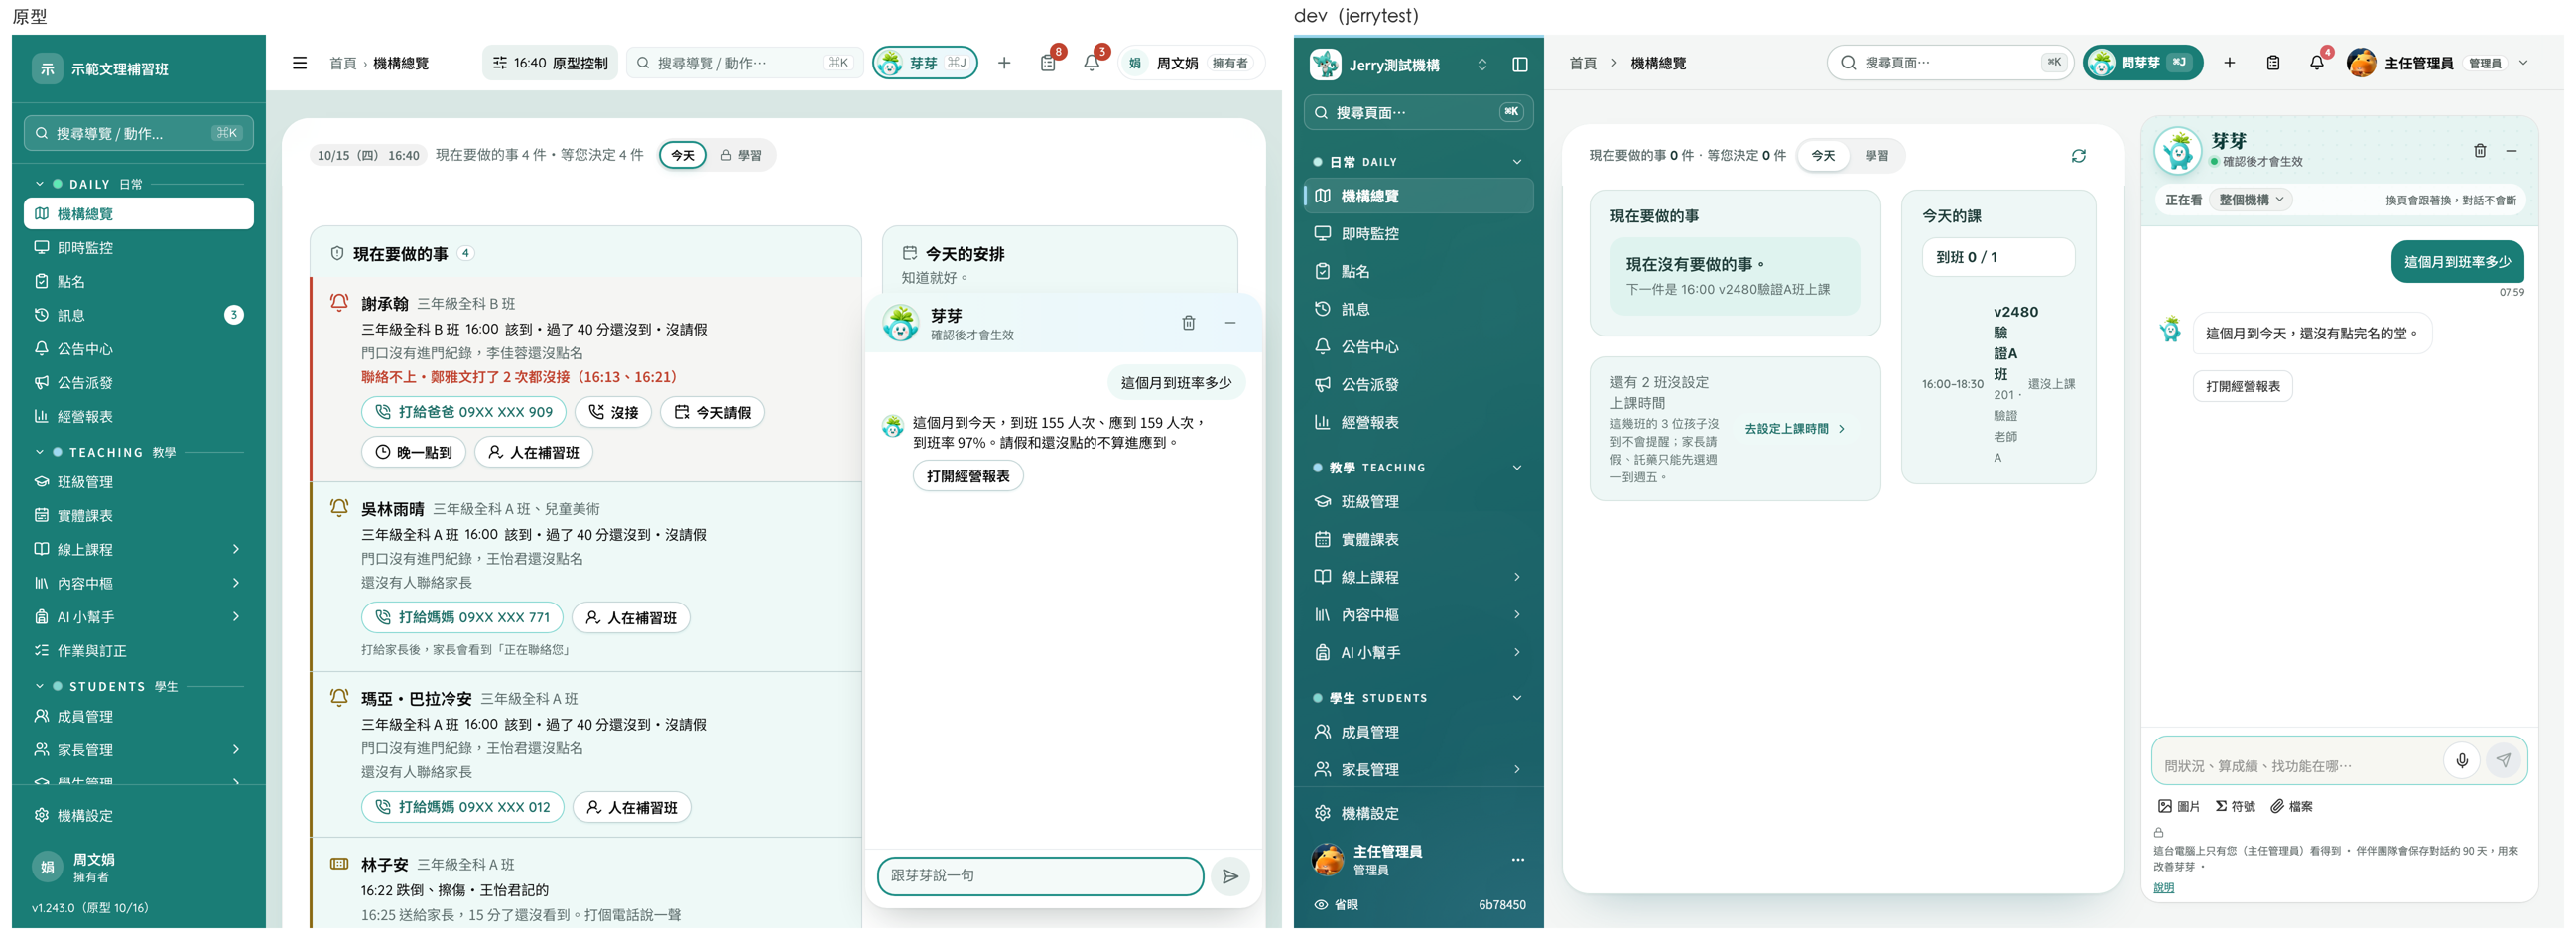 原型
示 示範文理補習班
搜尋導覽 / 動作... ⌘K
DAILY 日常
機構總覽
即時監控
點名
訊息 3
公告中心
公告派發
經營報表
TEACHING 教學
班級管理
實體課表
線上課程
內容中樞
AI 小幫手
作業與訂正
STUDENTS 學生
成員管理
家長管理
學生管理
機構設定
娟 周文娟
擁有者
v1.243.0（原型 10/16）
首頁 › 機構總覽
16:40 原型控制
搜尋導覽 / 動作⋯ ⌘K
芽芽 ⌘J
8
3
娟 周文娟 擁有者
10/15（四） 16:40 現在要做的事 4 件・等您決定 4 件 今天 學習
現在要做的事 4
謝承翰 三年級全科 B 班
三年級全科 B 班 16:00 該到・過了 40 分還沒到・沒請假
門口沒有進門紀錄，李佳蓉還沒點名
聯絡不上・鄭雅文打了 2 次都沒接（16:13、16:21）
打給爸爸 09XX XXX 909 沒接 今天請假
晚一點到 人在補習班
吳林雨晴 三年級全科 A 班、兒童美術
三年級全科 A 班 16:00 該到・過了 40 分還沒到・沒請假
門口沒有進門紀錄，王怡君還沒點名
還沒有人聯絡家長
打給媽媽 09XX XXX 771 人在補習班
打給家長後，家長會看到「正在聯絡您」
瑪亞・巴拉冷安 三年級全科 A 班
三年級全科 A 班 16:00 該到・過了 40 分還沒到・沒請假
門口沒有進門紀錄，王怡君還沒點名
還沒有人聯絡家長
打給媽媽 09XX XXX 012 人在補習班
林子安 三年級全科 A 班
16:22 跌倒、擦傷・王怡君記的
16:25 送給家長，15 分了還沒看到。打個電話說一聲
今天的安排
知道就好。
芽芽
確認後才會生效
這個月到班率多少
這個月到今天，到班 155 人次、應到 159 人次，
到班率 97%。請假和還沒點的不算進應到。
打開經營報表
跟芽芽說一句
dev（jerrytest）
Jerry測試機構
搜尋頁面⋯ ⌘K
日常 DAILY
機構總覽
即時監控
點名
訊息
公告中心
公告派發
經營報表
教學 TEACHING
班級管理
實體課表
線上課程
內容中樞
AI 小幫手
學生 STUDENTS
成員管理
家長管理
機構設定
主任管理員
管理員
省眼 6b78450
首頁 › 機構總覽
搜尋頁面⋯ ⌘K
問芽芽 ⌘J
4
主任管理員 管理員
現在要做的事 0 件・等您決定 0 件 今天 學習
現在要做的事
現在沒有要做的事。
下一件是 16:00 v2480驗證A班上課
還有 2 班沒設定
上課時間
這幾班的 3 位孩子沒
到不會提醒；家長請
假、託藥只能先選週
一到週五。
去設定上課時間
今天的課
到班 0 / 1
16:00–18:30
v2480
驗
證A
班
201・
驗證
老師
A
還沒上課
芽芽
確認後才會生效
正在看 整個機構 換頁會跟著換，對話不會斷
這個月到班率多少
07:59
這個月到今天，還沒有點完名的堂。
打開經營報表
問狀況、算成績、找功能在哪⋯
圖片 Σ 符號 檔案
這台電腦上只有您（主任管理員）看得到・伴伴團隊會保存對話約 90 天，用來
改善芽芽・
說明